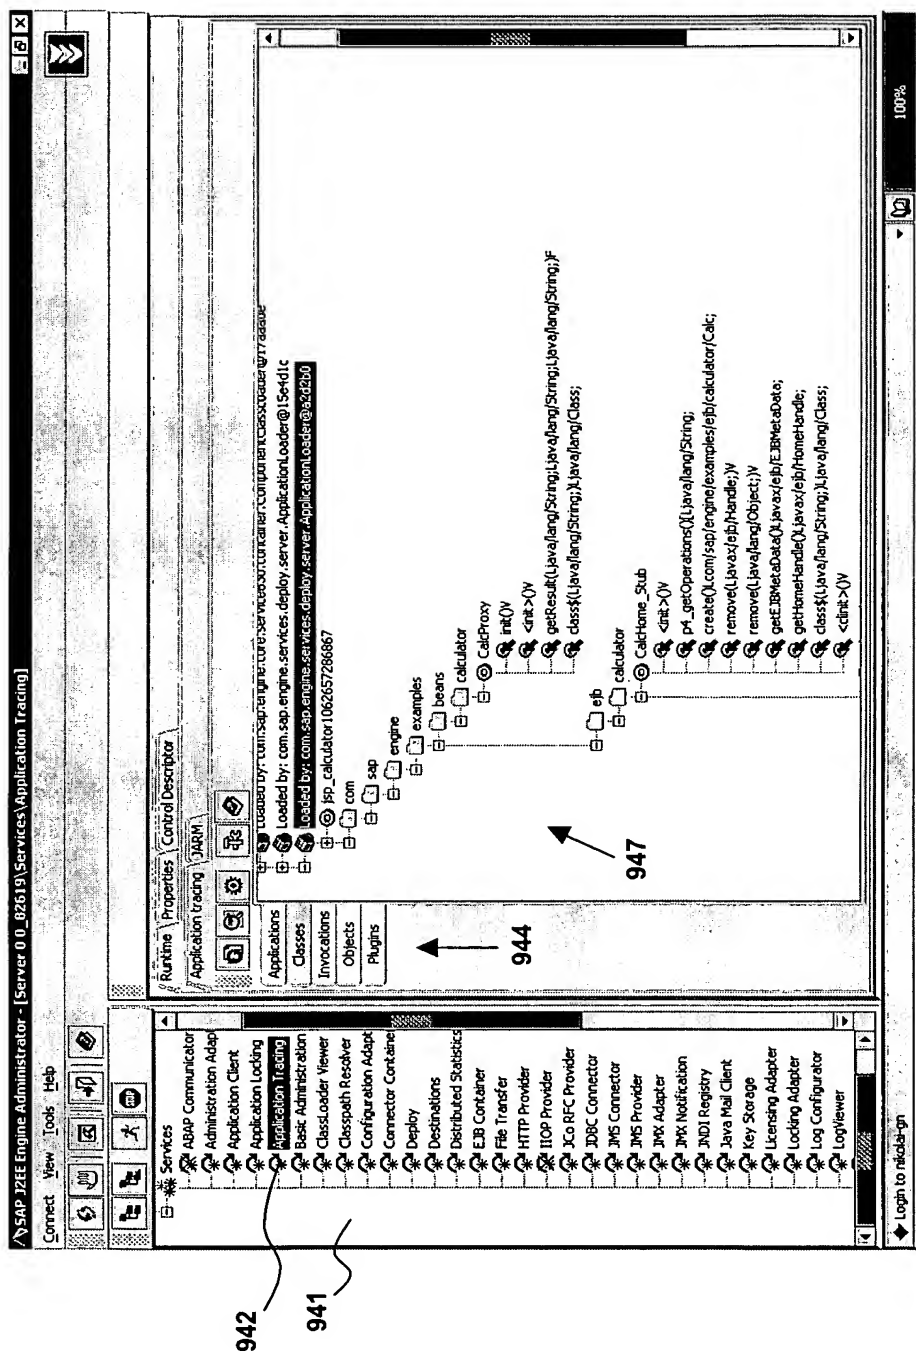 SAP J2EE Engine Administrator - [Server 0 0_82619\Services\Application Tracing]
Connect View Tools Help
Services
ABAP Communicator
Administration Adapt
Application Client
Application Locking
Application Tracing
Basic Administration
ClassLoader Viewer
Classpath Resolver
Configuration Adapt
Connector Container
Deploy
Destinations
Distributed Statistics
EJB Container
File Transfer
HTTP Provider
IIOP Provider
JCo RFC Provider
JDBC Connector
JMS Connector
JMS Provider
JMX Adapter
JMX Notification
JNDI Registry
Java Mail Client
Key Storage
Licensing Adapter
Locking Adapter
Log Configurator
LogViewer
Runtime Properties Control Descriptor
Application tracing JARM
Applications
Classes
Invocations
Objects
Plugins
Loaded by: com.sap.engine.services.deploy.server.ApplicationLoader@15e4d1c
Loaded by: com.sap.engine.services.deploy.server.ApplicationLoader@a2d2b0
jsp_calculator1062657286867
com
sap
engine
examples
beans
calculator
CalcProxy
init()V
<init>()V
getResult(Ljava/lang/String;Ljava/lang/String;Ljava/lang/String;)F
class$(Ljava/lang/String;)Ljava/lang/Class;
ejb
calculator
CalcHome_Stub
<init>()V
p4_getOperations()[Ljava/lang/String;
create()Lcom/sap/engine/examples/ejb/calculator/Calc;
remove(Ljavax/ejb/Handle;)V
remove(Ljava/lang/Object;)V
getEJBMetaData()Ljavax/ejb/EJBMetaData;
getHomeHandle()Ljavax/ejb/HomeHandle;
class$(Ljava/lang/String;)Ljava/lang/Class;
<clinit>()V
Login to nikola-gn
100%
942
941
944
947